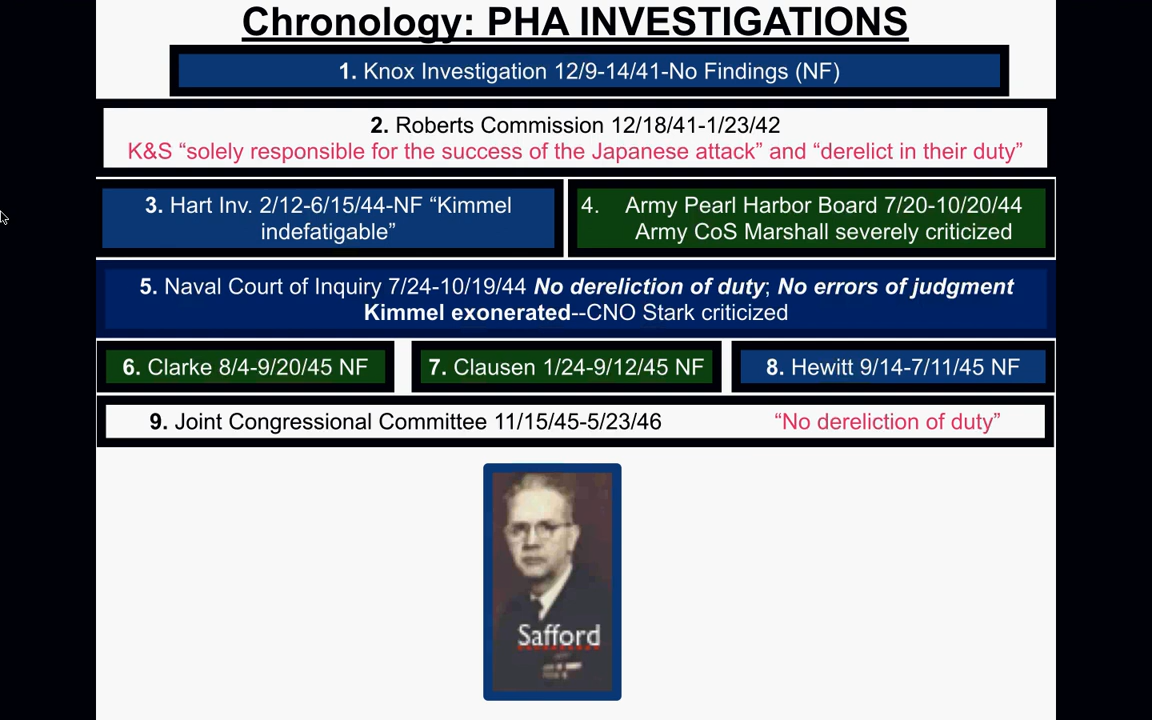 Chronology: PHA INVESTIGATIONS
1. Knox Investigation 12/9-14/41-No Findings (NF)
2. Roberts Commission 12/18/41-1/23/42
K&S “solely responsible for the success of the Japanese attack” and “derelict in their duty”
3. Hart Inv. 2/12-6/15/44-NF “Kimmel
indefatigable”
4. Army Pearl Harbor Board 7/20-10/20/44
Army CoS Marshall severely criticized
5. Naval Court of Inquiry 7/24-10/19/44 No dereliction of duty; No errors of judgment
Kimmel exonerated--CNO Stark criticized
6. Clarke 8/4-9/20/45 NF
7. Clausen 1/24-9/12/45 NF
8. Hewitt 9/14-7/11/45 NF
9. Joint Congressional Committee 11/15/45-5/23/46 “No dereliction of duty”
Safford